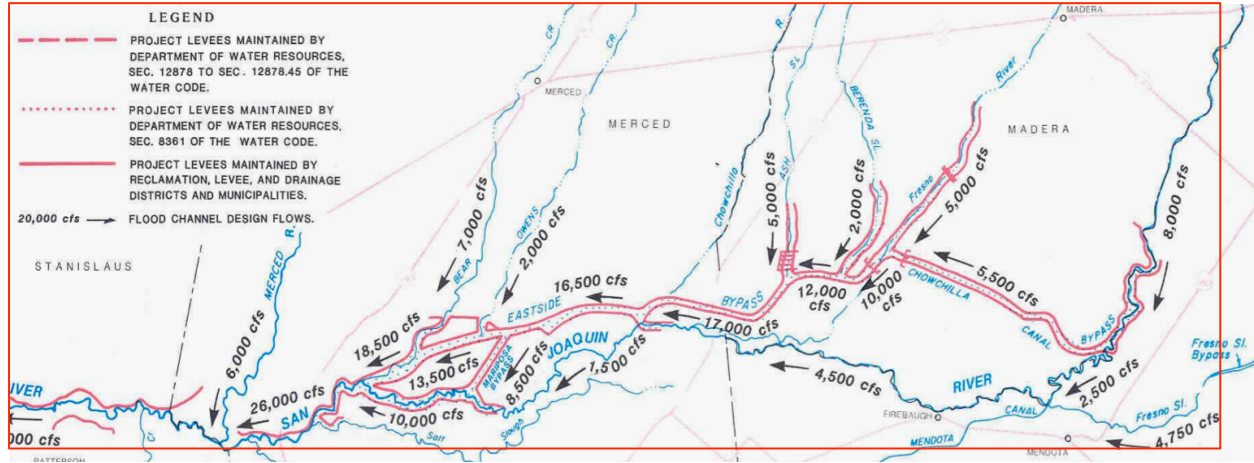 LEGEND
PROJECT LEVEES MAINTAINED BY
DEPARTMENT OF WATER RESOURCES,
SEC. 12878 TO SEC. 12878.45 OF THE
WATER CODE.
PROJECT LEVEES MAINTAINED BY
DEPARTMENT OF WATER RESOURCES,
SEC. 8361 OF THE WATER CODE.
PROJECT LEVEES MAINTAINED BY
RECLAMATION, LEVEE, AND DRAINAGE
DISTRICTS AND MUNICIPALITIES.
20,000 cfs
FLOOD CHANNEL DESIGN FLOWS.
MADERA
CR.
CR.
MERCED
MERCED
SL
BERENDA SL.
River
MADERA
ASH
5,000 cfs
2,000 cfs
Fresno
5,000 cfs
8,000 cfs
Chowchilla
R.
7,000 cfs
OWENS
2,000 cfs
BEAR
STANISLAUS
MERCED R.
6,000 cfs
16,500 cfs
EASTSIDE
BYPASS
12,000
cfs
10,000
cfs
CHOWCHILLA
5,500
cfs
CANAL
BYPASS
17,000 cfs
18,500 cfs
13,500 cfs
MARIPOSA
BYPASS
8,500 cfs
JOAQUIN
1,500 cfs
4,500 cfs
RIVER
2,500 cfs
Fresno Sl.
Bypass
IVER
26,000 cfs
SAN
10,000
cfs
Salt
Slough
FIREBAUGH
CANAL
Fresno Sl.
MENDOTA
4,750 cfs
MENDOTA
000 cfs
PATTERSON